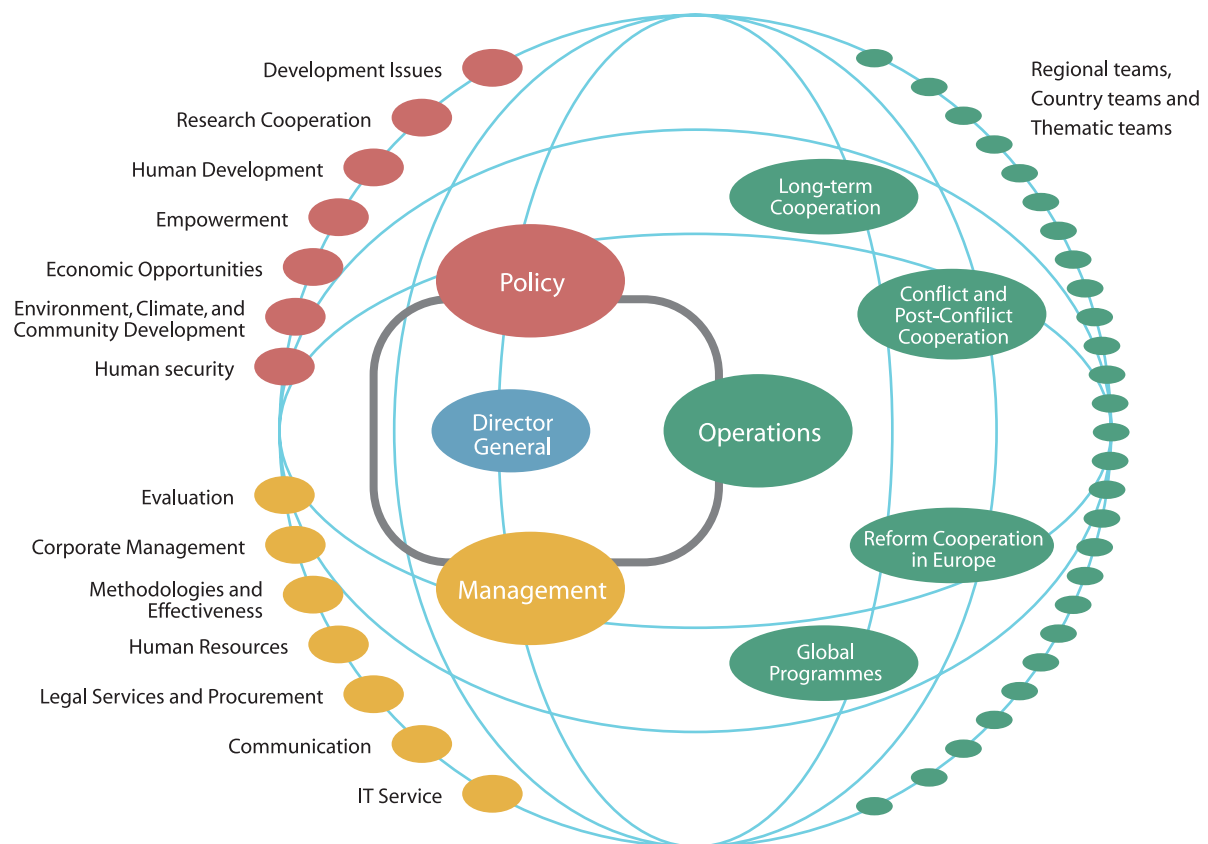 Development Issues
Research Cooperation
Human Development
Empowerment
Economic Opportunities
Environment, Climate, and
Community Development
Human security
Evaluation
Corporate Management
Methodologies and
Effectiveness
Human Resources
Legal Services and Procurement
Communication
IT Service
Policy
Director
General
Management
Operations
Long-term
Cooperation
Conflict and
Post-Confilict
Cooperation
Reform Cooperation
in Europe
Global
Programmes
Regional teams,
Country teams and
Thematic teams